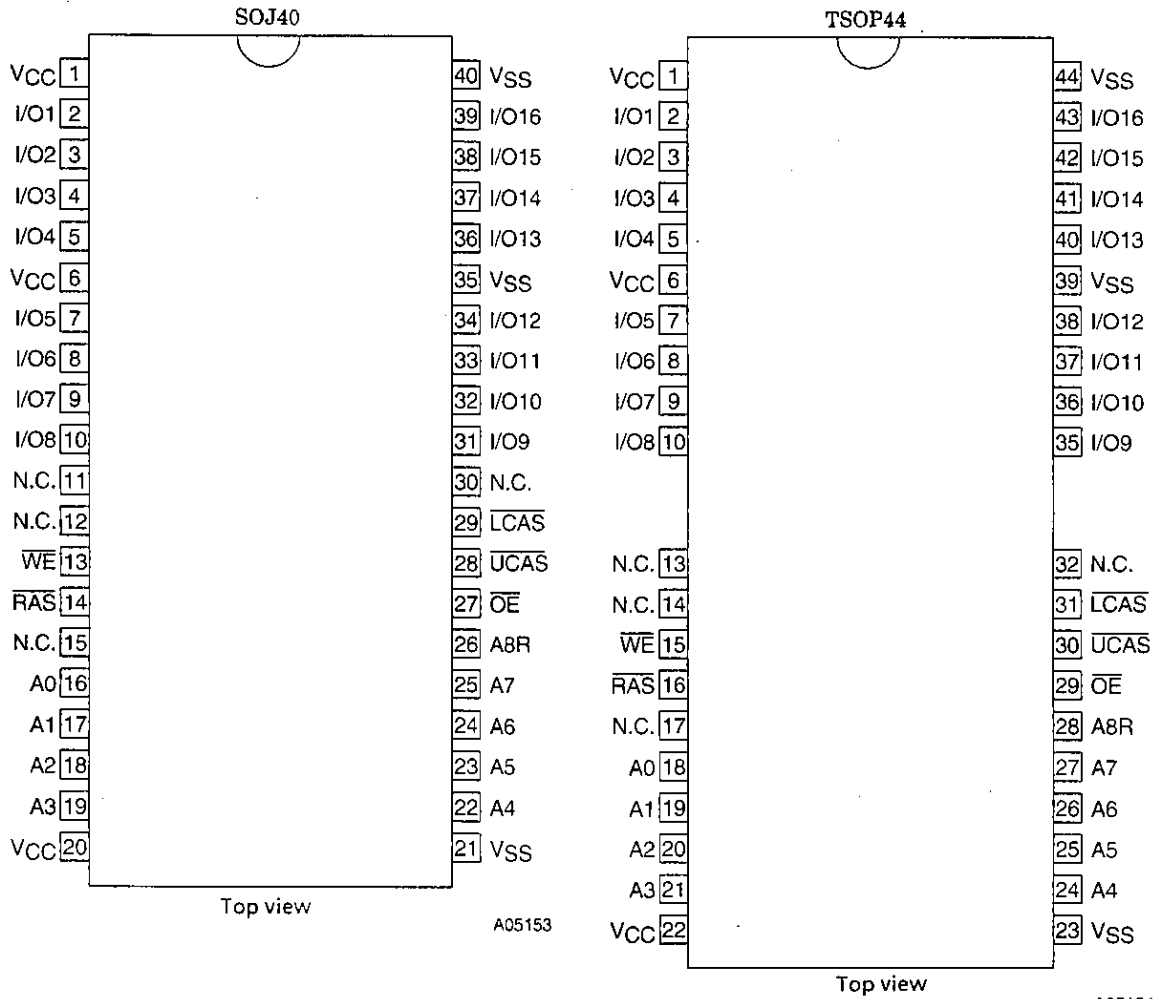 SOJ40
VCC 1
I/O1 2
I/O2 3
I/O3 4
I/O4 5
VCC 6
I/O5 7
I/O6 8
I/O7 9
I/O8 10
N.C. 11
N.C. 12
WE 13
RAS 14
N.C. 15
A0 16
A1 17
A2 18
A3 19
VCC 20
40 VSS
39 I/O16
38 I/O15
37 I/O14
36 I/O13
35 VSS
34 I/O12
33 I/O11
32 I/O10
31 I/O9
30 N.C.
29 LCAS
28 UCAS
27 OE
26 A8R
25 A7
24 A6
23 A5
22 A4
21 VSS
Top view
A05153
TSOP44
VCC 1
I/O1 2
I/O2 3
I/O3 4
I/O4 5
VCC 6
I/O5 7
I/O6 8
I/O7 9
I/O8 10
N.C. 13
N.C. 14
WE 15
RAS 16
N.C. 17
A0 18
A1 19
A2 20
A3 21
VCC 22
44 VSS
43 I/O16
42 I/O15
41 I/O14
40 I/O13
39 VSS
38 I/O12
37 I/O11
36 I/O10
35 I/O9
32 N.C.
31 LCAS
30 UCAS
29 OE
28 A8R
27 A7
26 A6
25 A5
24 A4
23 VSS
Top view